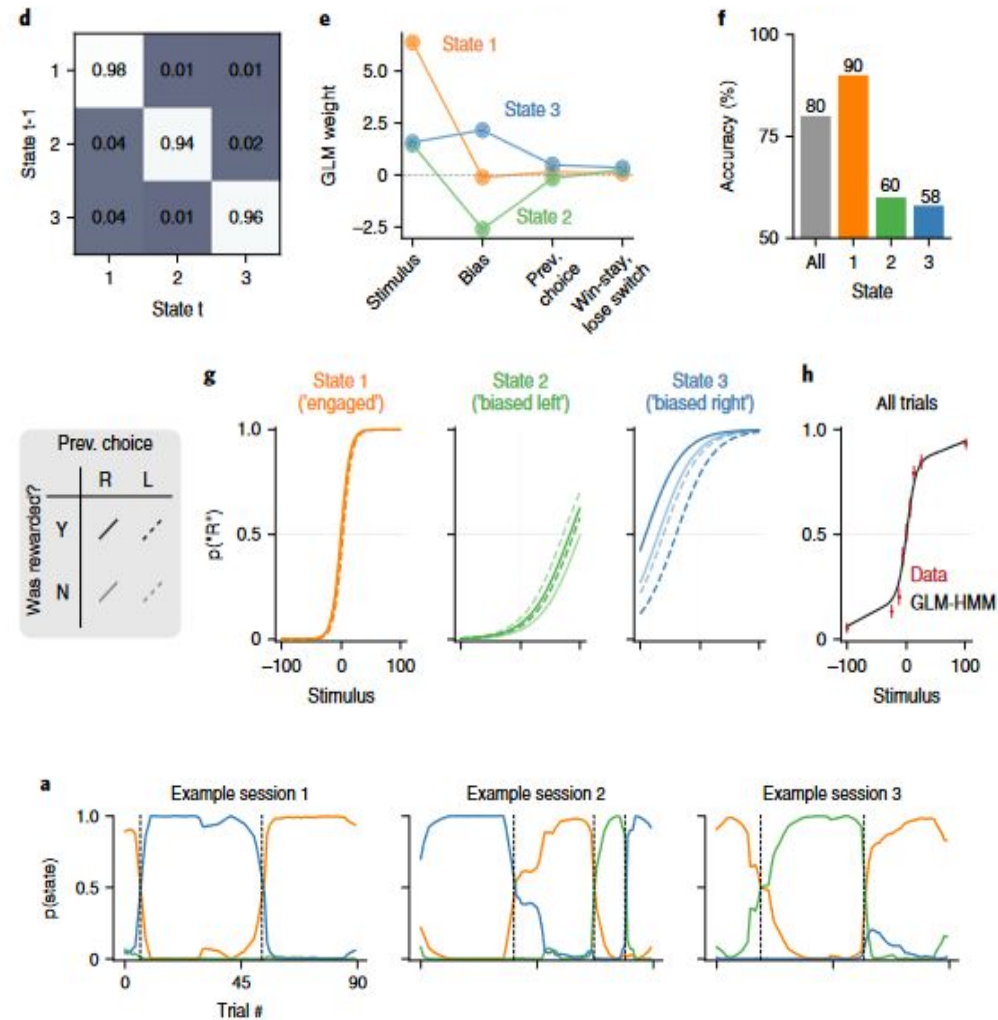 d
State t-1
1
0.98 0.01 0.01
2
0.04 0.94 0.02
3
0.04 0.01 0.96
1 2 3
State t
e
GLM weight
5.0
2.5
0
−2.5
State 1
State 3
State 2
Stimulus
Bias
Prev.
choice
Win-stay,
lose switch
f
Accuracy (%)
100
75
50
80
90
60
58
All 1 2 3
State
Prev. choice
R L
Was rewarded?
Y
N
g
State 1
('engaged')
State 2
('biased left')
State 3
('biased right')
p("R")
1.0
0.5
0
−100 0 100
Stimulus
h
All trials
1.0
0.5
0
Data
GLM-HMM
−100 0 100
Stimulus
a
Example session 1
Example session 2
Example session 3
p(state)
1.0
0.5
0
0 45 90
Trial #